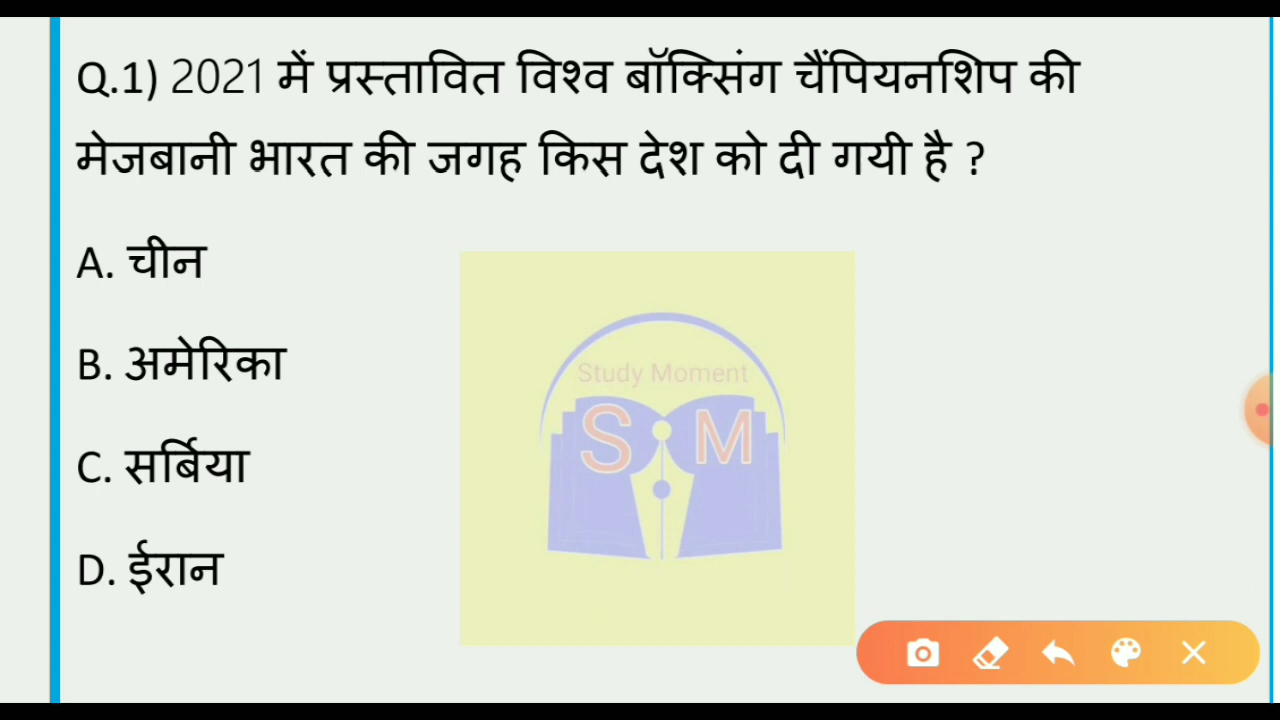 Q.1) 2021 में प्रस्तावित विश्व बॉक्सिंग चैंपियनशिप की
मेजबानी भारत की जगह किस देश को दी गयी है ?
A. चीन
B. अमेरिका
C. सर्बिया
D. ईरान
Study Moment
S M